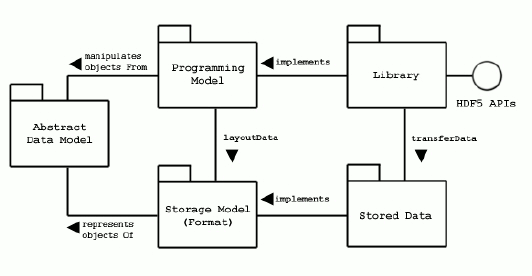 manipulates
objects From
Programming
Model
implements
Library
HDF5 APIs
Abstract
Data Model
layoutData
transferData
represents
objects Of
Storage Model
(Format)
implements
Stored Data